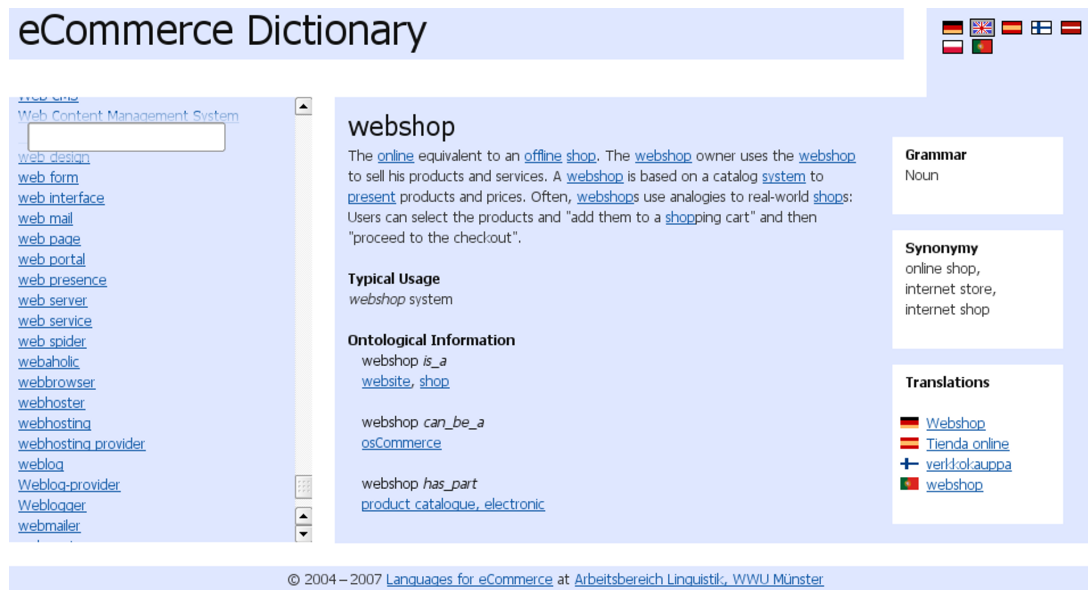 eCommerce Dictionary
Web CMS
Web Content Management System
web design
web form
web interface
web mail
web page
web portal
web presence
web server
web service
web spider
webaholic
webbrowser
webhoster
webhosting
webhosting provider
weblog
Weblog-provider
Weblogger
webmailer
webshop
The online equivalent to an offline shop. The webshop owner uses the webshop
to sell his products and services. A webshop is based on a catalog system to
present products and prices. Often, webshops use analogies to real-world shops:
Users can select the products and "add them to a shopping cart" and then
"proceed to the checkout".
Typical Usage
webshop system
Ontological Information
webshop is_a
website, shop
webshop can_be_a
osCommerce
webshop has_part
product catalogue, electronic
Grammar
Noun
Synonymy
online shop,
internet store,
internet shop
Translations
Webshop
Tienda online
verkkokauppa
webshop
© 2004 – 2007 Languages for eCommerce at Arbeitsbereich Linguistik, WWU Münster